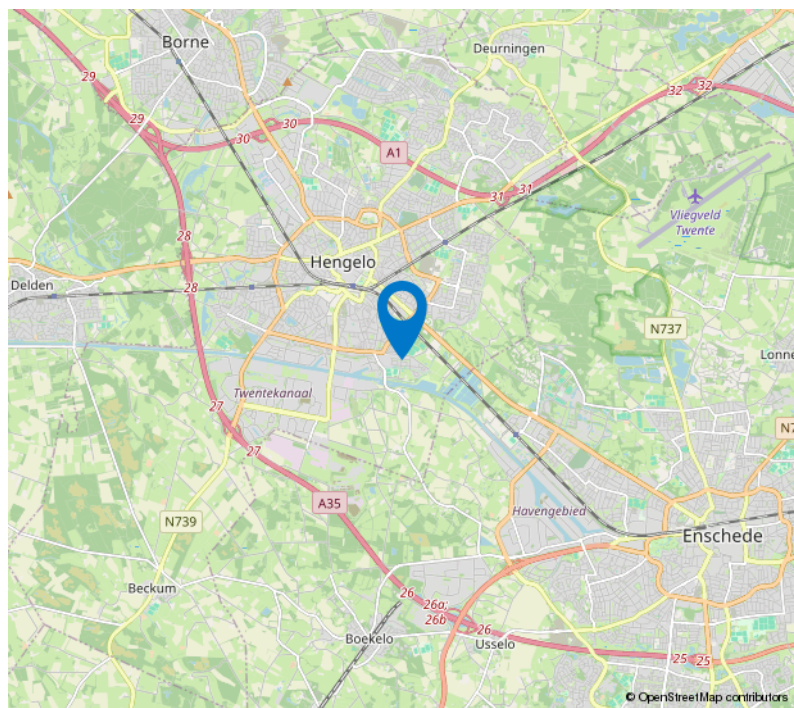 Borne
Deurningen
29
29
30
30
A1
32
32
31
31
Vliegveld
Twente
28
Hengelo
Delden
28
N737
Lonne
Twentekanaal
27
27
N7
A35
Havengebied
N739
Enschede
Beckum
26
26a;
26b
26
Boekelo
Usselo
25
25
© OpenStreetMap contributors